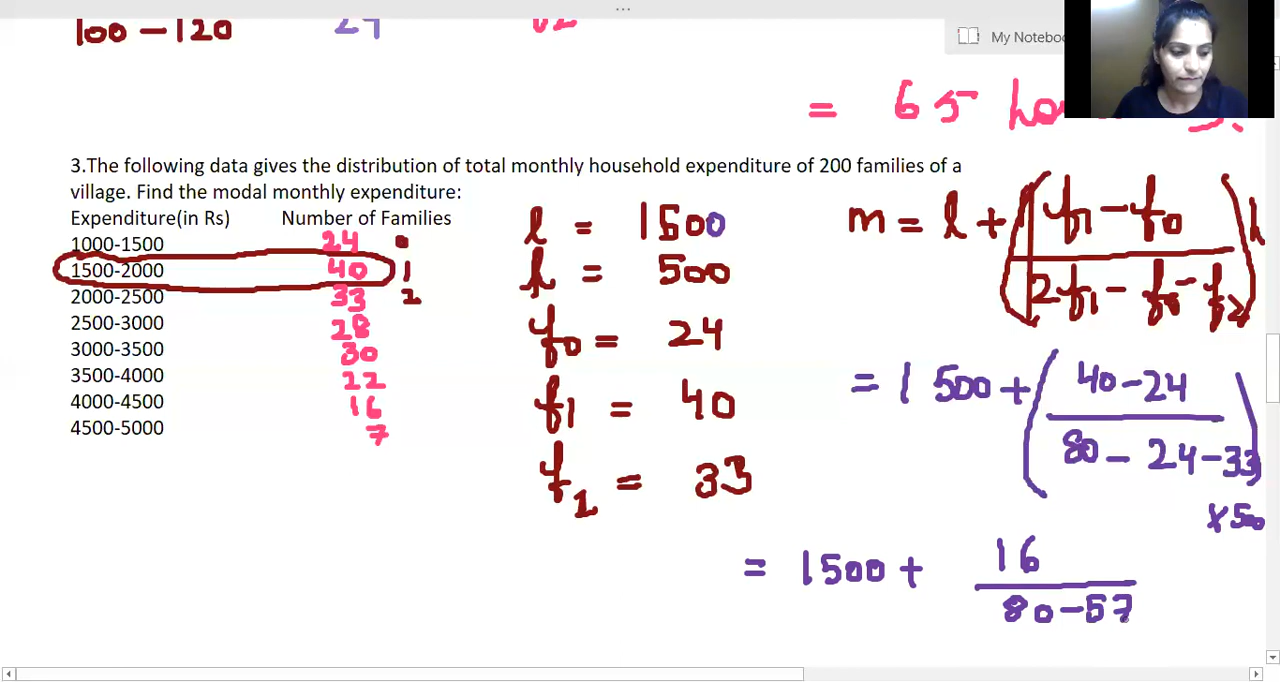 100 – 120
My Noteboo
= 65 ho
3.The following data gives the distribution of total monthly household expenditure of 200 families of a
village. Find the modal monthly expenditure:
Expenditure(in Rs) Number of Families
1000-1500 24 0
1500-2000 40 1
2000-2500 33 2
2500-3000 28
3000-3500 30
3500-4000 22
4000-4500 16
4500-5000 7
l = 1500
h = 500
f0 = 24
f1 = 40
f1 = 33
m = l + (f1 – f0 / 2f1 – f0 – f2) h
= 1500 + (40 – 24 / 80 – 24 – 33) × 500
= 1500 + 16 / 80 – 57